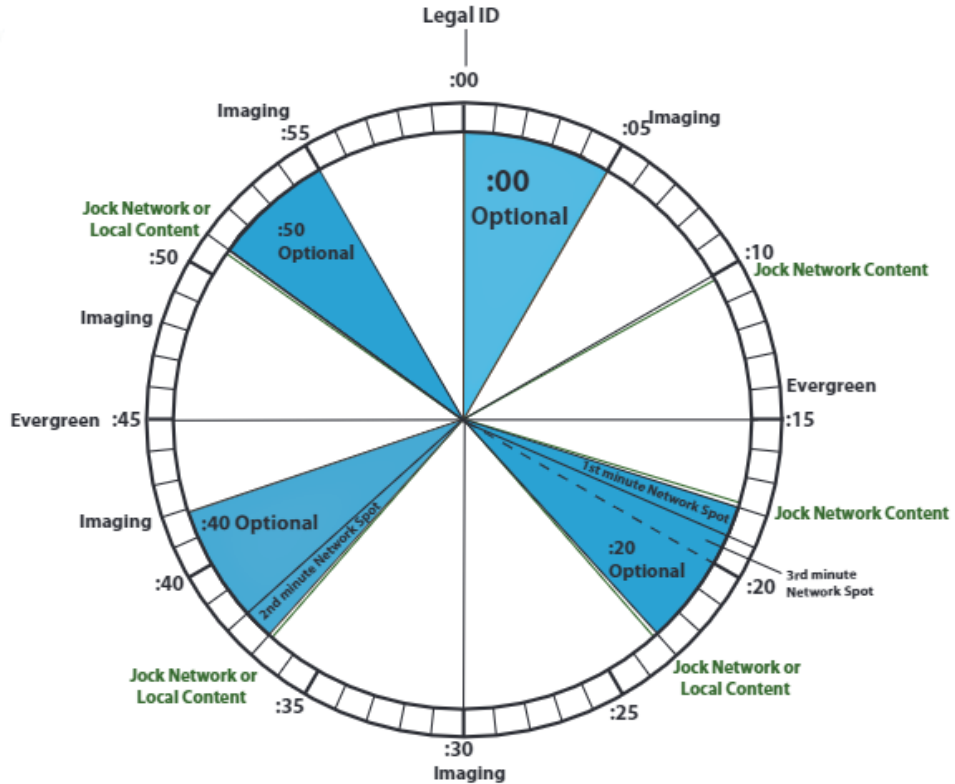 Legal ID
:00
Imaging
:05
:10
Jock Network Content
Evergreen
:15
Jock Network Content
3rd minute
Network Spot
:20
Jock Network or
Local Content
:25
:30
Imaging
:35
Jock Network or
Local Content
:40
Imaging
:45
Evergreen
Imaging
:50
Jock Network or
Local Content
:55
Imaging
:00
Optional
1st minute Network Spot
:20
Optional
2nd minute Network Spot
:40 Optional
:50
Optional